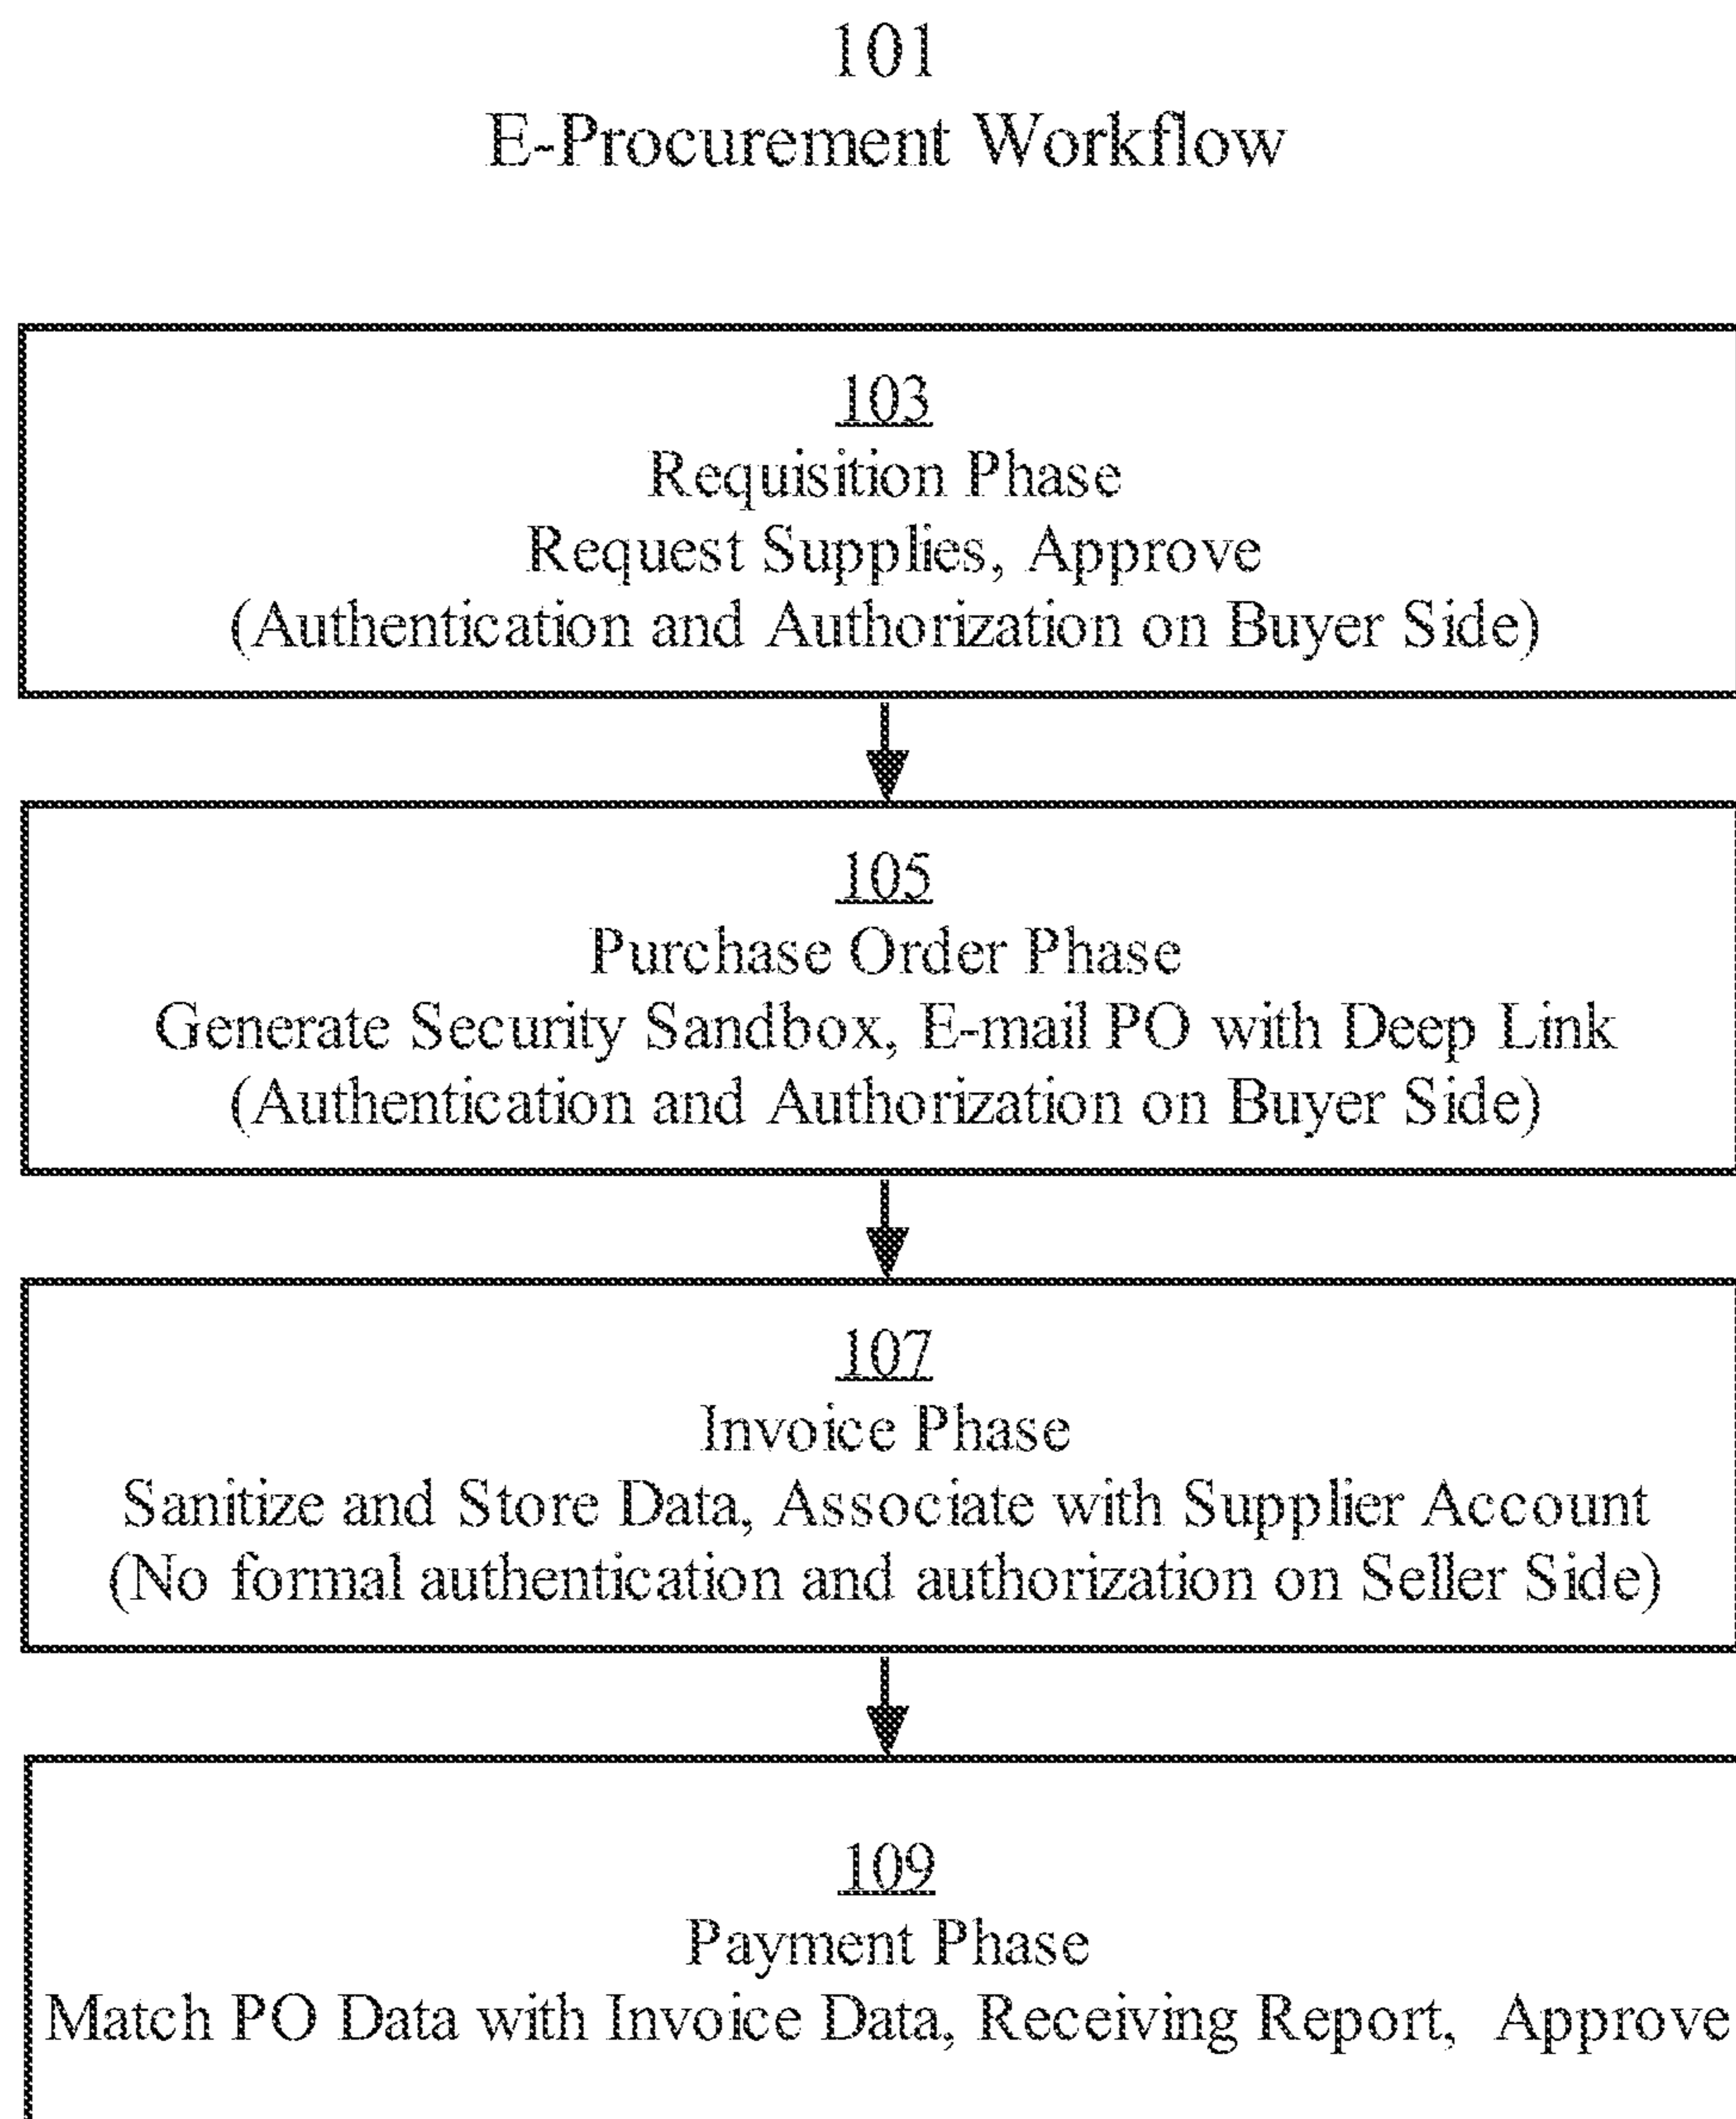 101
E-Procurement Workflow
103
Requisition Phase
Request Supplies, Approve
(Authentication and Authorization on Buyer Side)
105
Purchase Order Phase
Generate Security Sandbox, E-mail PO with Deep Link
(Authentication and Authorization on Buyer Side)
107
Invoice Phase
Sanitize and Store Data, Associate with Supplier Account
(No formal authentication and authorization on Seller Side)
109
Payment Phase
Match PO Data with Invoice Data, Receiving Report, Approve